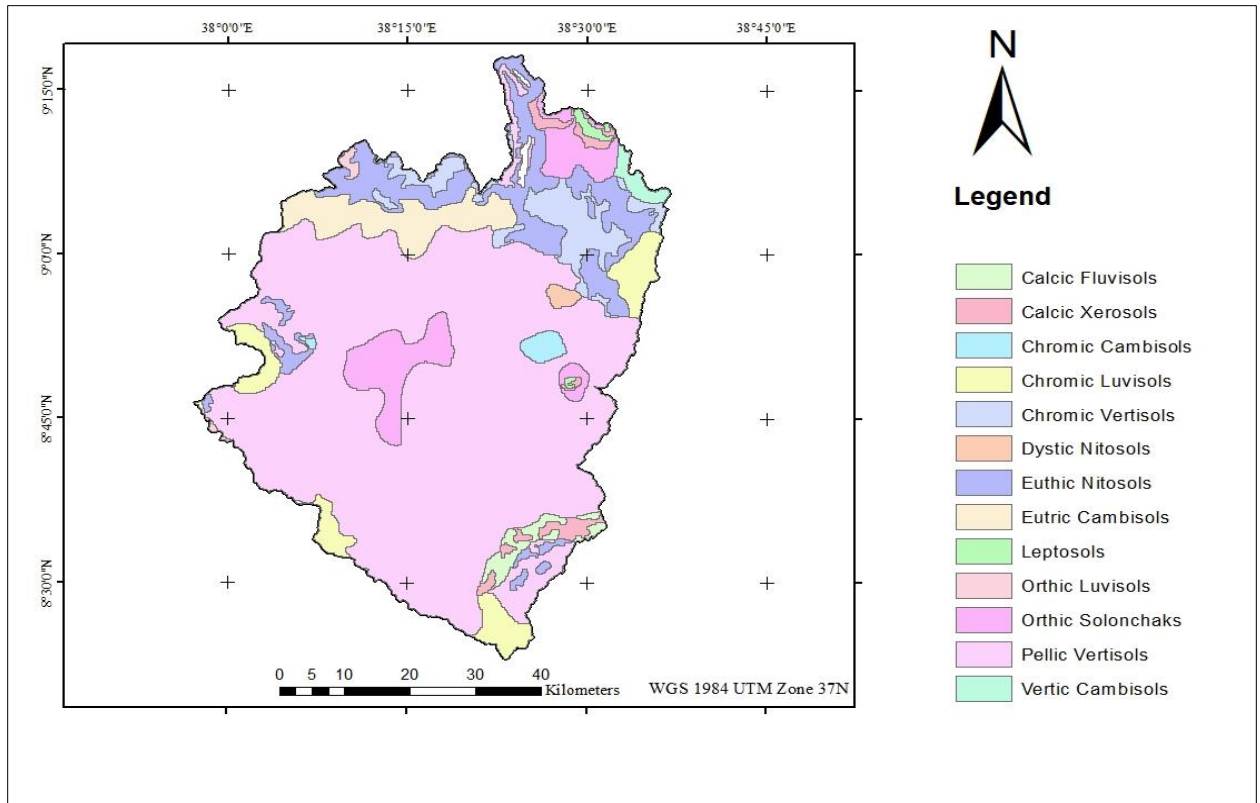 38°0'0"E 38°15'0"E 38°30'0"E 38°45'0"E
N
9°15'0"N
9°0'0"N
8°45'0"N
8°30'0"N
Legend
Calcic Fluvisols
Calcic Xerosols
Chromic Cambisols
Chromic Luvisols
Chromic Vertisols
Dystic Nitosols
Euthic Nitosols
Eutric Cambisols
Leptosols
Orthic Luvisols
Orthic Solonchaks
Pellic Vertisols
Vertic Cambisols
0 5 10 20 30 40
Kilometers
WGS 1984 UTM Zone 37N